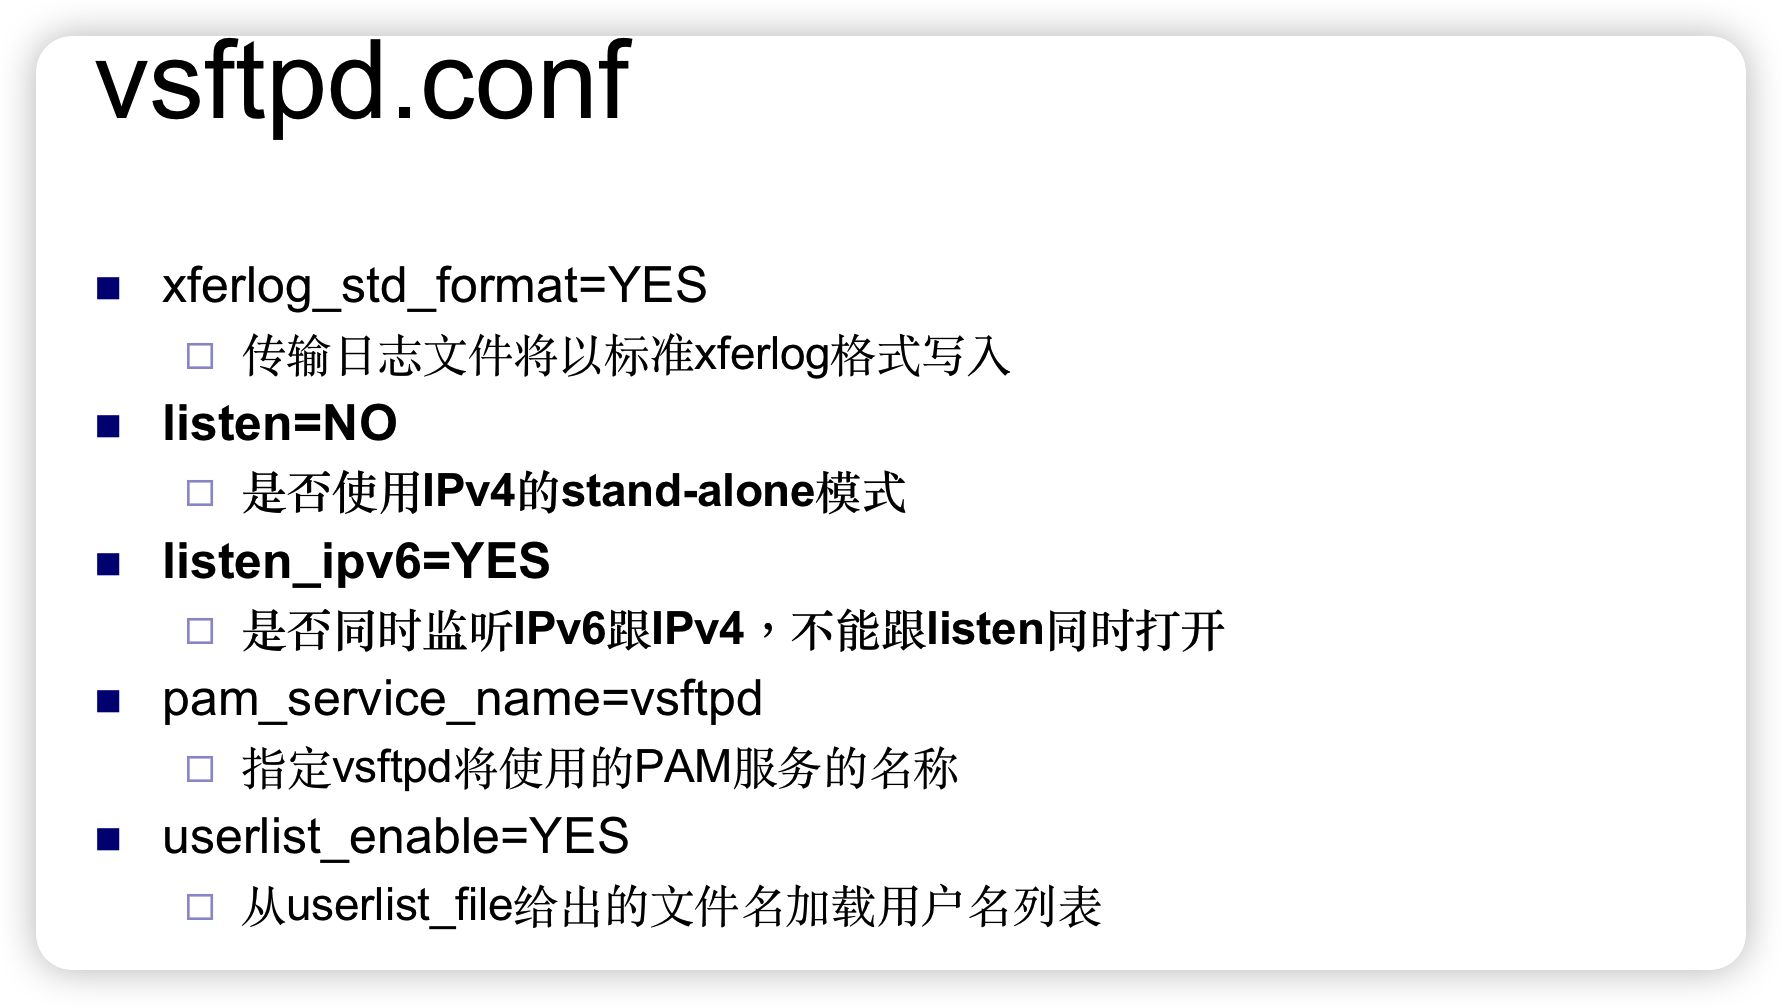 vsftpd.conf
xferlog_std_format=YES
传输日志文件将以标准xferlog格式写入
listen=NO
是否使用IPv4的stand-alone模式
listen_ipv6=YES
是否同时监听IPv6跟IPv4，不能跟listen同时打开
pam_service_name=vsftpd
指定vsftpd将使用的PAM服务的名称
userlist_enable=YES
从userlist_file给出的文件名加载用户名列表